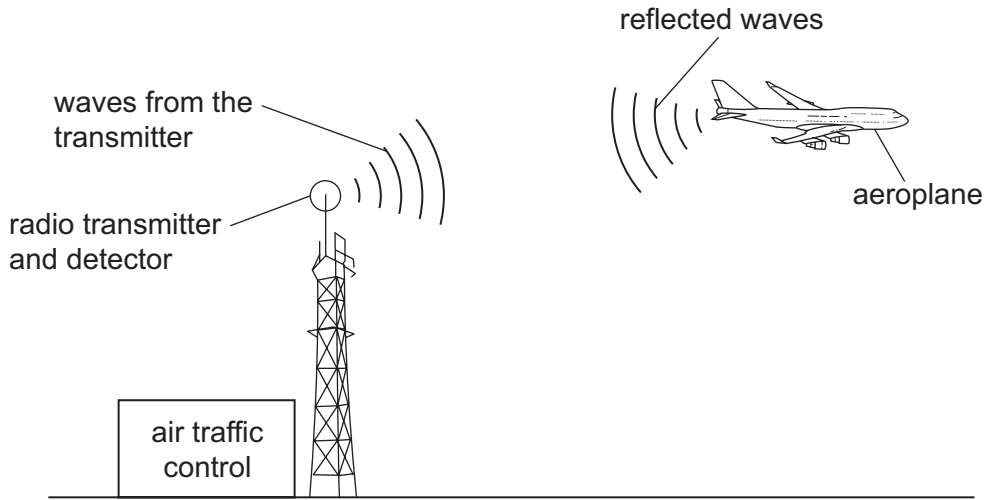 reflected waves
waves from the
transmitter
aeroplane
radio transmitter
and detector
air traffic
control